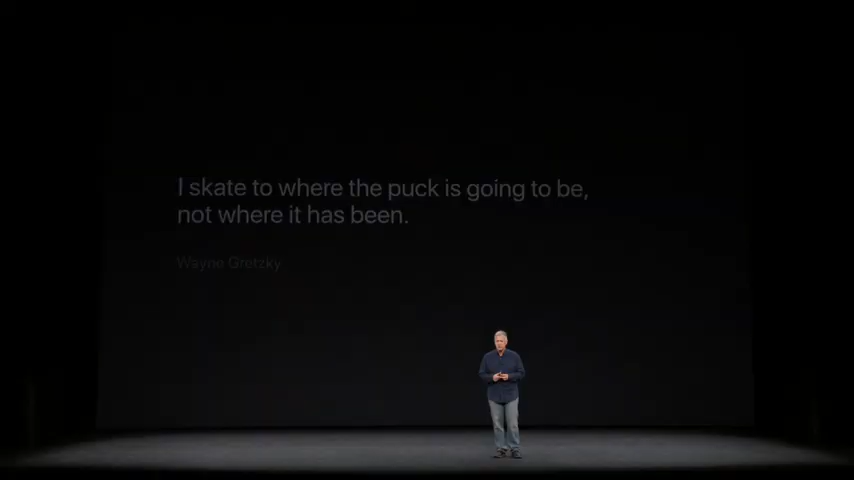 I skate to where the puck is going to be,
not where it has been.
Wayne Gretzky